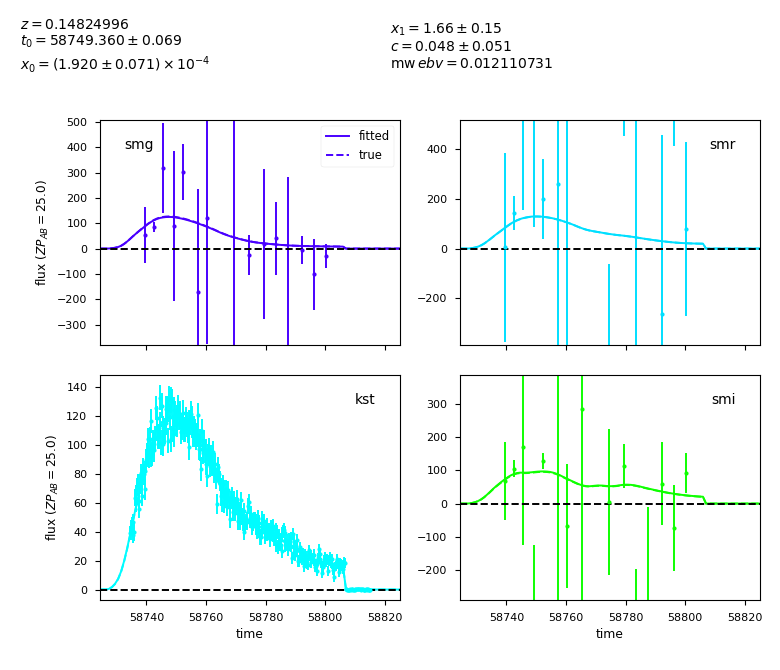 z = 0.14824996
t₀ = 58749.360 ± 0.069
x₀ = (1.920 ± 0.071) × 10⁻⁴
x₁ = 1.66 ± 0.15
c = 0.048 ± 0.051
mw ebv = 0.012110731
500
400
300
200
100
0
−100
−200
−300
flux (ZP_AB = 25.0)
smg
fitted
true
400
200
0
−200
smr
140
120
100
80
60
40
20
0
flux (ZP_AB = 25.0)
kst
58740 58760 58780 58800 58820
time
300
200
100
0
−100
−200
smi
58740 58760 58780 58800 58820
time